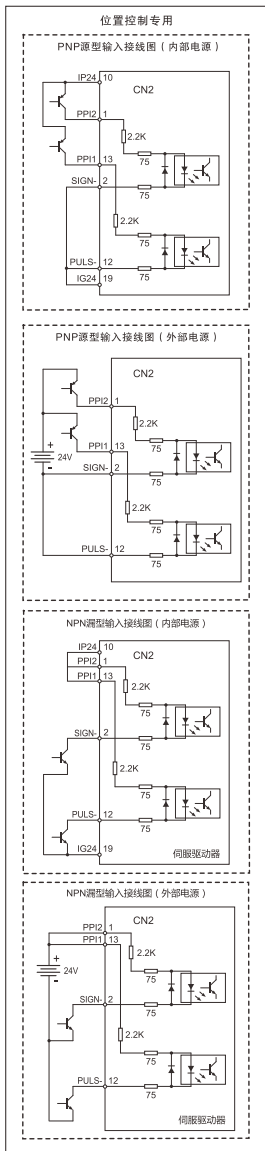 位置控制专用
PNP源型输入接线图（内部电源）
IP24 10
CN2
PPI2 1
2.2K
75
PPI1 13
SIGN- 2
75
2.2K
75
PULS- 12
75
IG24 19
PNP源型输入接线图（外部电源）
CN2
PPI2 1
2.2K
75
PPI1 13
+
24V
-
SIGN- 2
75
2.2K
75
PULS- 12
75
NPN漏型输入接线图（内部电源）
IP24 10
CN2
PPI2 1
PPI1 13
2.2K
75
SIGN- 2
75
2.2K
75
PULS- 12
75
IG24 19
伺服驱动器
NPN漏型输入接线图（外部电源）
CN2
PPI2 1
PPI1 13
2.2K
+
24V
-
75
SIGN- 2
75
2.2K
75
PULS- 12
75
伺服驱动器